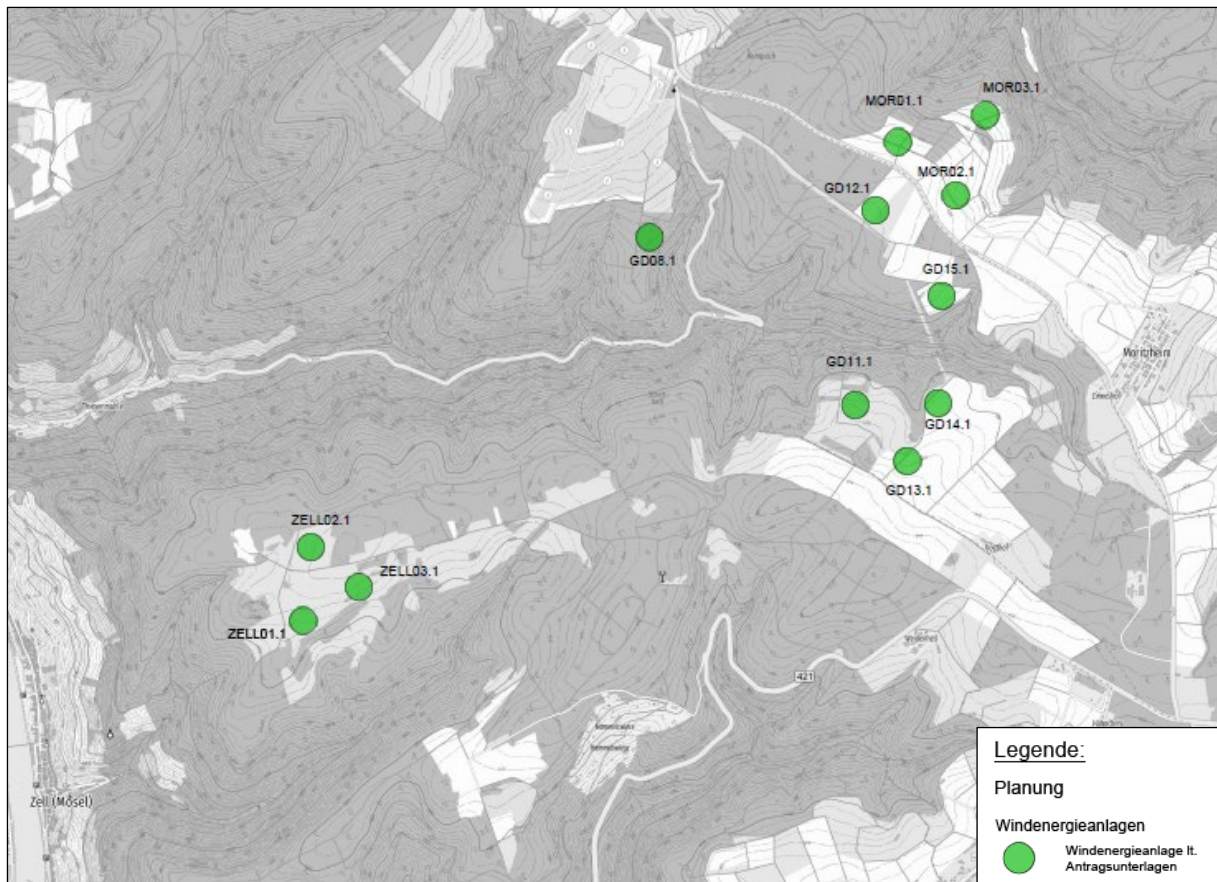 MOR03.1
MOR01.1
MOR02.1
GD12.1
GD08.1
GD15.1
Moritzheim
GD11.1
GD14.1
GD13.1
ZELL02.1
ZELL03.1
ZELL01.1
421
Zell (Mosel)
Legende:
Planung
Windenergieanlagen
Windenergieanlage lt.
Antragsunterlagen